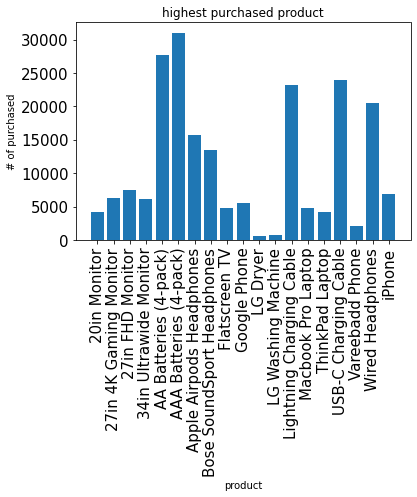 highest purchased product
# of purchased
30000
25000
20000
15000
10000
5000
0
20in Monitor
27in 4K Gaming Monitor
27in FHD Monitor
34in Ultrawide Monitor
AA Batteries (4-pack)
AAA Batteries (4-pack)
Apple Airpods Headphones
Bose SoundSport Headphones
Flatscreen TV
Google Phone
LG Dryer
LG Washing Machine
Lightning Charging Cable
Macbook Pro Laptop
ThinkPad Laptop
USB-C Charging Cable
Vareebadd Phone
Wired Headphones
iPhone
product